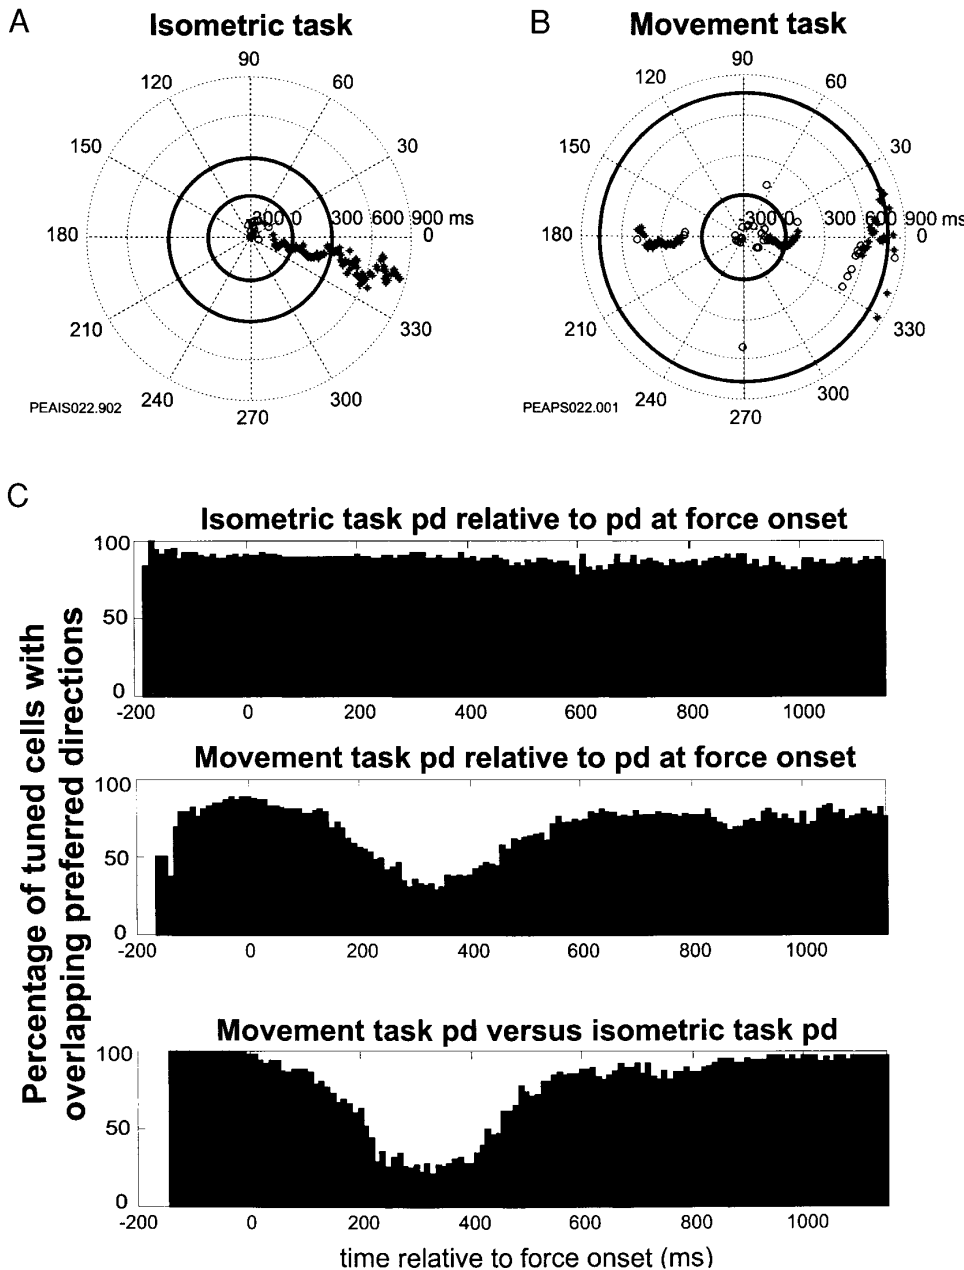 A
Isometric task
90
120
60
150
30
300 0 300 600 900 ms
180
0
210
330
240
300
270
PEAIS022.902
B
Movement task
90
120
60
150
30
-300 0 300 600 900 ms
180
0
210
330
240
300
270
PEAPS022.001
C
Percentage of tuned cells with
overlapping preferred directions
Isometric task pd relative to pd at force onset
100
50
0
-200 0 200 400 600 800 1000
Movement task pd relative to pd at force onset
100
50
0
-200 0 200 400 600 800 1000
Movement task pd versus isometric task pd
100
50
0
-200 0 200 400 600 800 1000
time relative to force onset (ms)